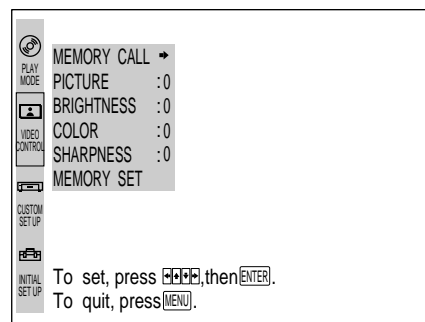 PLAY
MODE
VIDEO
CONTROL
CUSTOM
SET UP
INITIAL
SET UP
MEMORY CALL
PICTURE :0
BRIGHTNESS :0
COLOR :0
SHARPNESS :0
MEMORY SET
To set, press ,then ENTER.
To quit, press MENU.